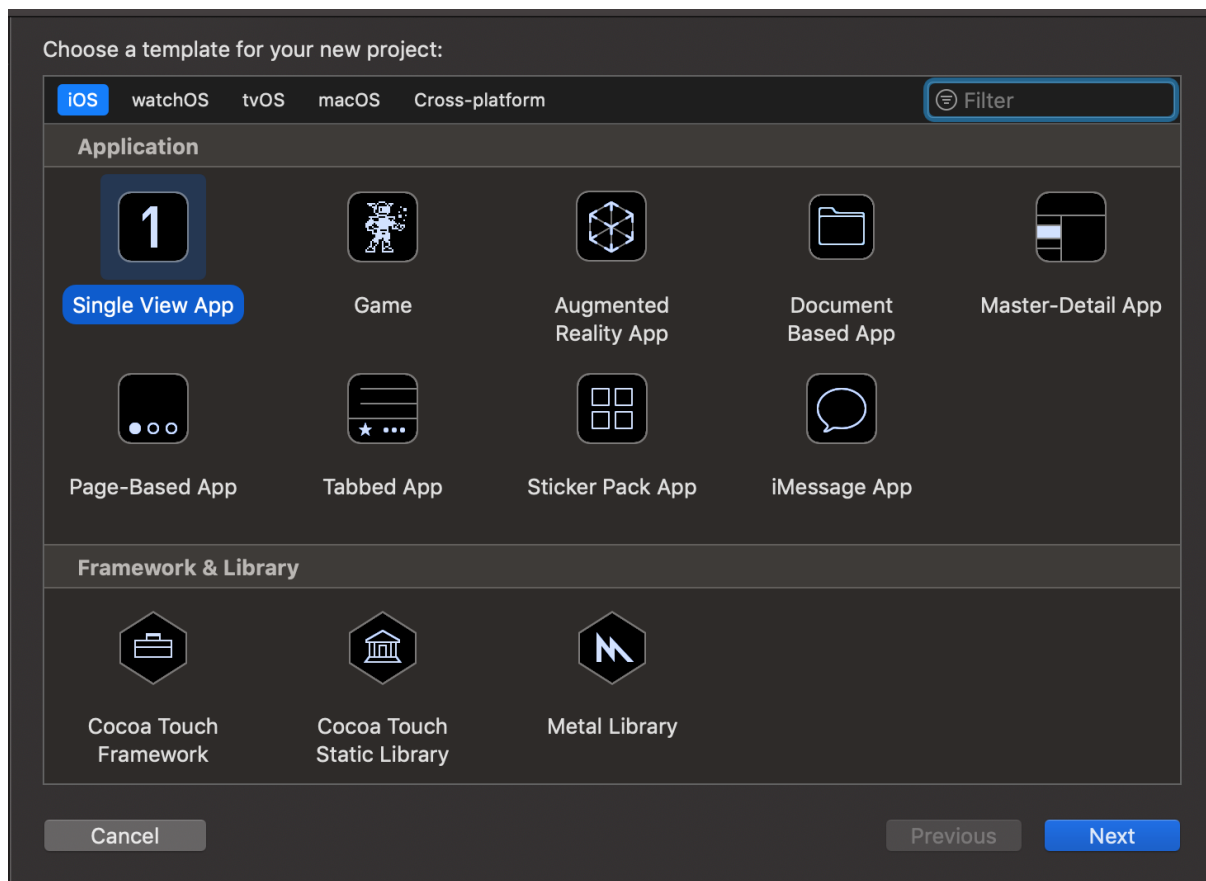 Choose a template for your new project:
iOS watchOS tvOS macOS Cross-platform Filter
Application
1
Single View App Game Augmented Reality App Document Based App Master-Detail App
Page-Based App Tabbed App Sticker Pack App iMessage App
Framework & Library
Cocoa Touch Framework Cocoa Touch Static Library Metal Library
Cancel Previous Next